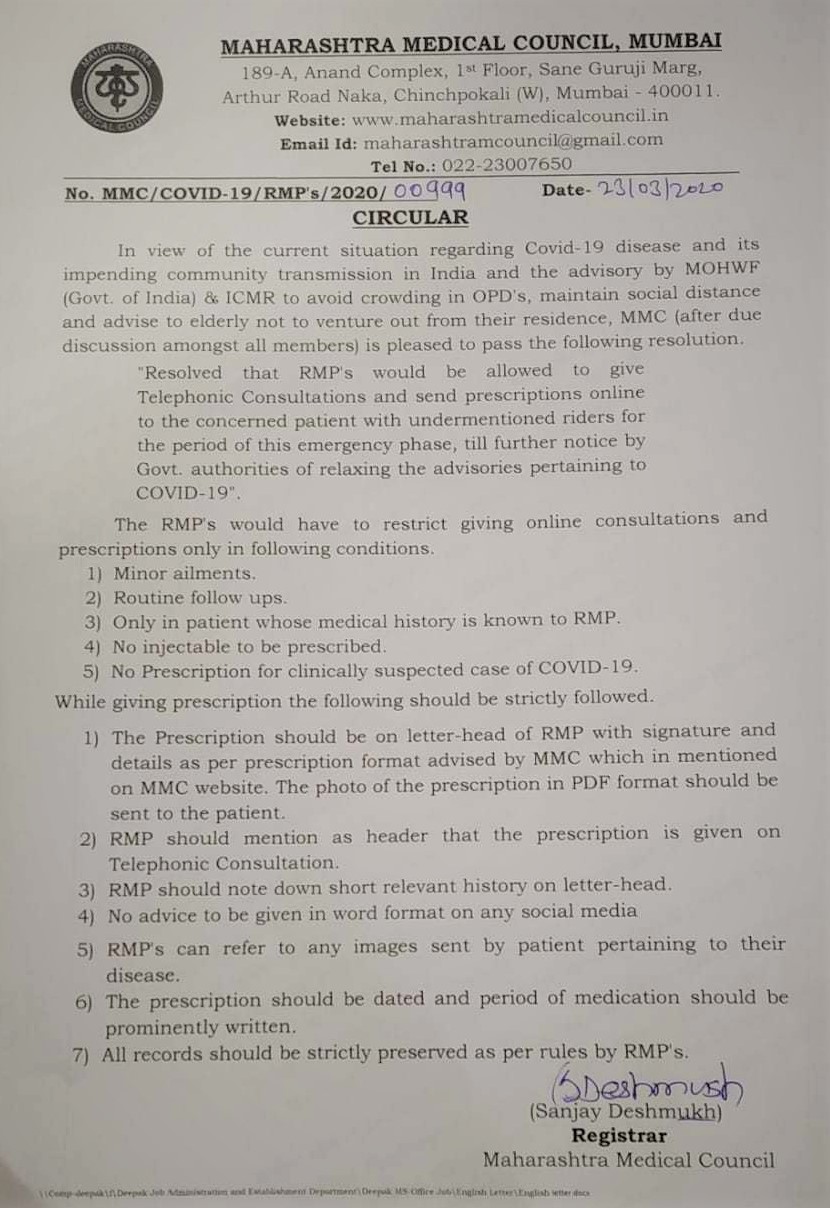 MAHARASHTRA MEDICAL COUNCIL
MAHARASHTRA MEDICAL COUNCIL, MUMBAI
189-A, Anand Complex, 1st Floor, Sane Guruji Marg,
Arthur Road Naka, Chinchpokali (W), Mumbai - 400011.
Website: www.maharashtramedicalcouncil.in
Email Id: maharashtramcouncil@gmail.com
Tel No.: 022-23007650
No. MMC/COVID-19/RMP's/2020/ 00999 Date- 23/03/2020
CIRCULAR
In view of the current situation regarding Covid-19 disease and its
impending community transmission in India and the advisory by MOHWF
(Govt. of India) & ICMR to avoid crowding in OPD's, maintain social distance
and advise to elderly not to venture out from their residence, MMC (after due
discussion amongst all members) is pleased to pass the following resolution.
"Resolved that RMP's would be allowed to give
Telephonic Consultations and send prescriptions online
to the concerned patient with undermentioned riders for
the period of this emergency phase, till further notice by
Govt. authorities of relaxing the advisories pertaining to
COVID-19".
The RMP's would have to restrict giving online consultations and
prescriptions only in following conditions.
1) Minor ailments.
2) Routine follow ups.
3) Only in patient whose medical history is known to RMP.
4) No injectable to be prescribed.
5) No Prescription for clinically suspected case of COVID-19.
While giving prescription the following should be strictly followed.
1) The Prescription should be on letter-head of RMP with signature and
details as per prescription format advised by MMC which in mentioned
on MMC website. The photo of the prescription in PDF format should be
sent to the patient.
2) RMP should mention as header that the prescription is given on
Telephonic Consultation.
3) RMP should note down short relevant history on letter-head.
4) No advice to be given in word format on any social media
5) RMP's can refer to any images sent by patient pertaining to their
disease.
6) The prescription should be dated and period of medication should be
prominently written.
7) All records should be strictly preserved as per rules by RMP's.
SDeshmush
(Sanjay Deshmukh)
Registrar
Maharashtra Medical Council
\\Comp-deepak\f\Deepak Job Administration and Establishment Department\Deepak MS Office Job\English Letter\English letter.docx